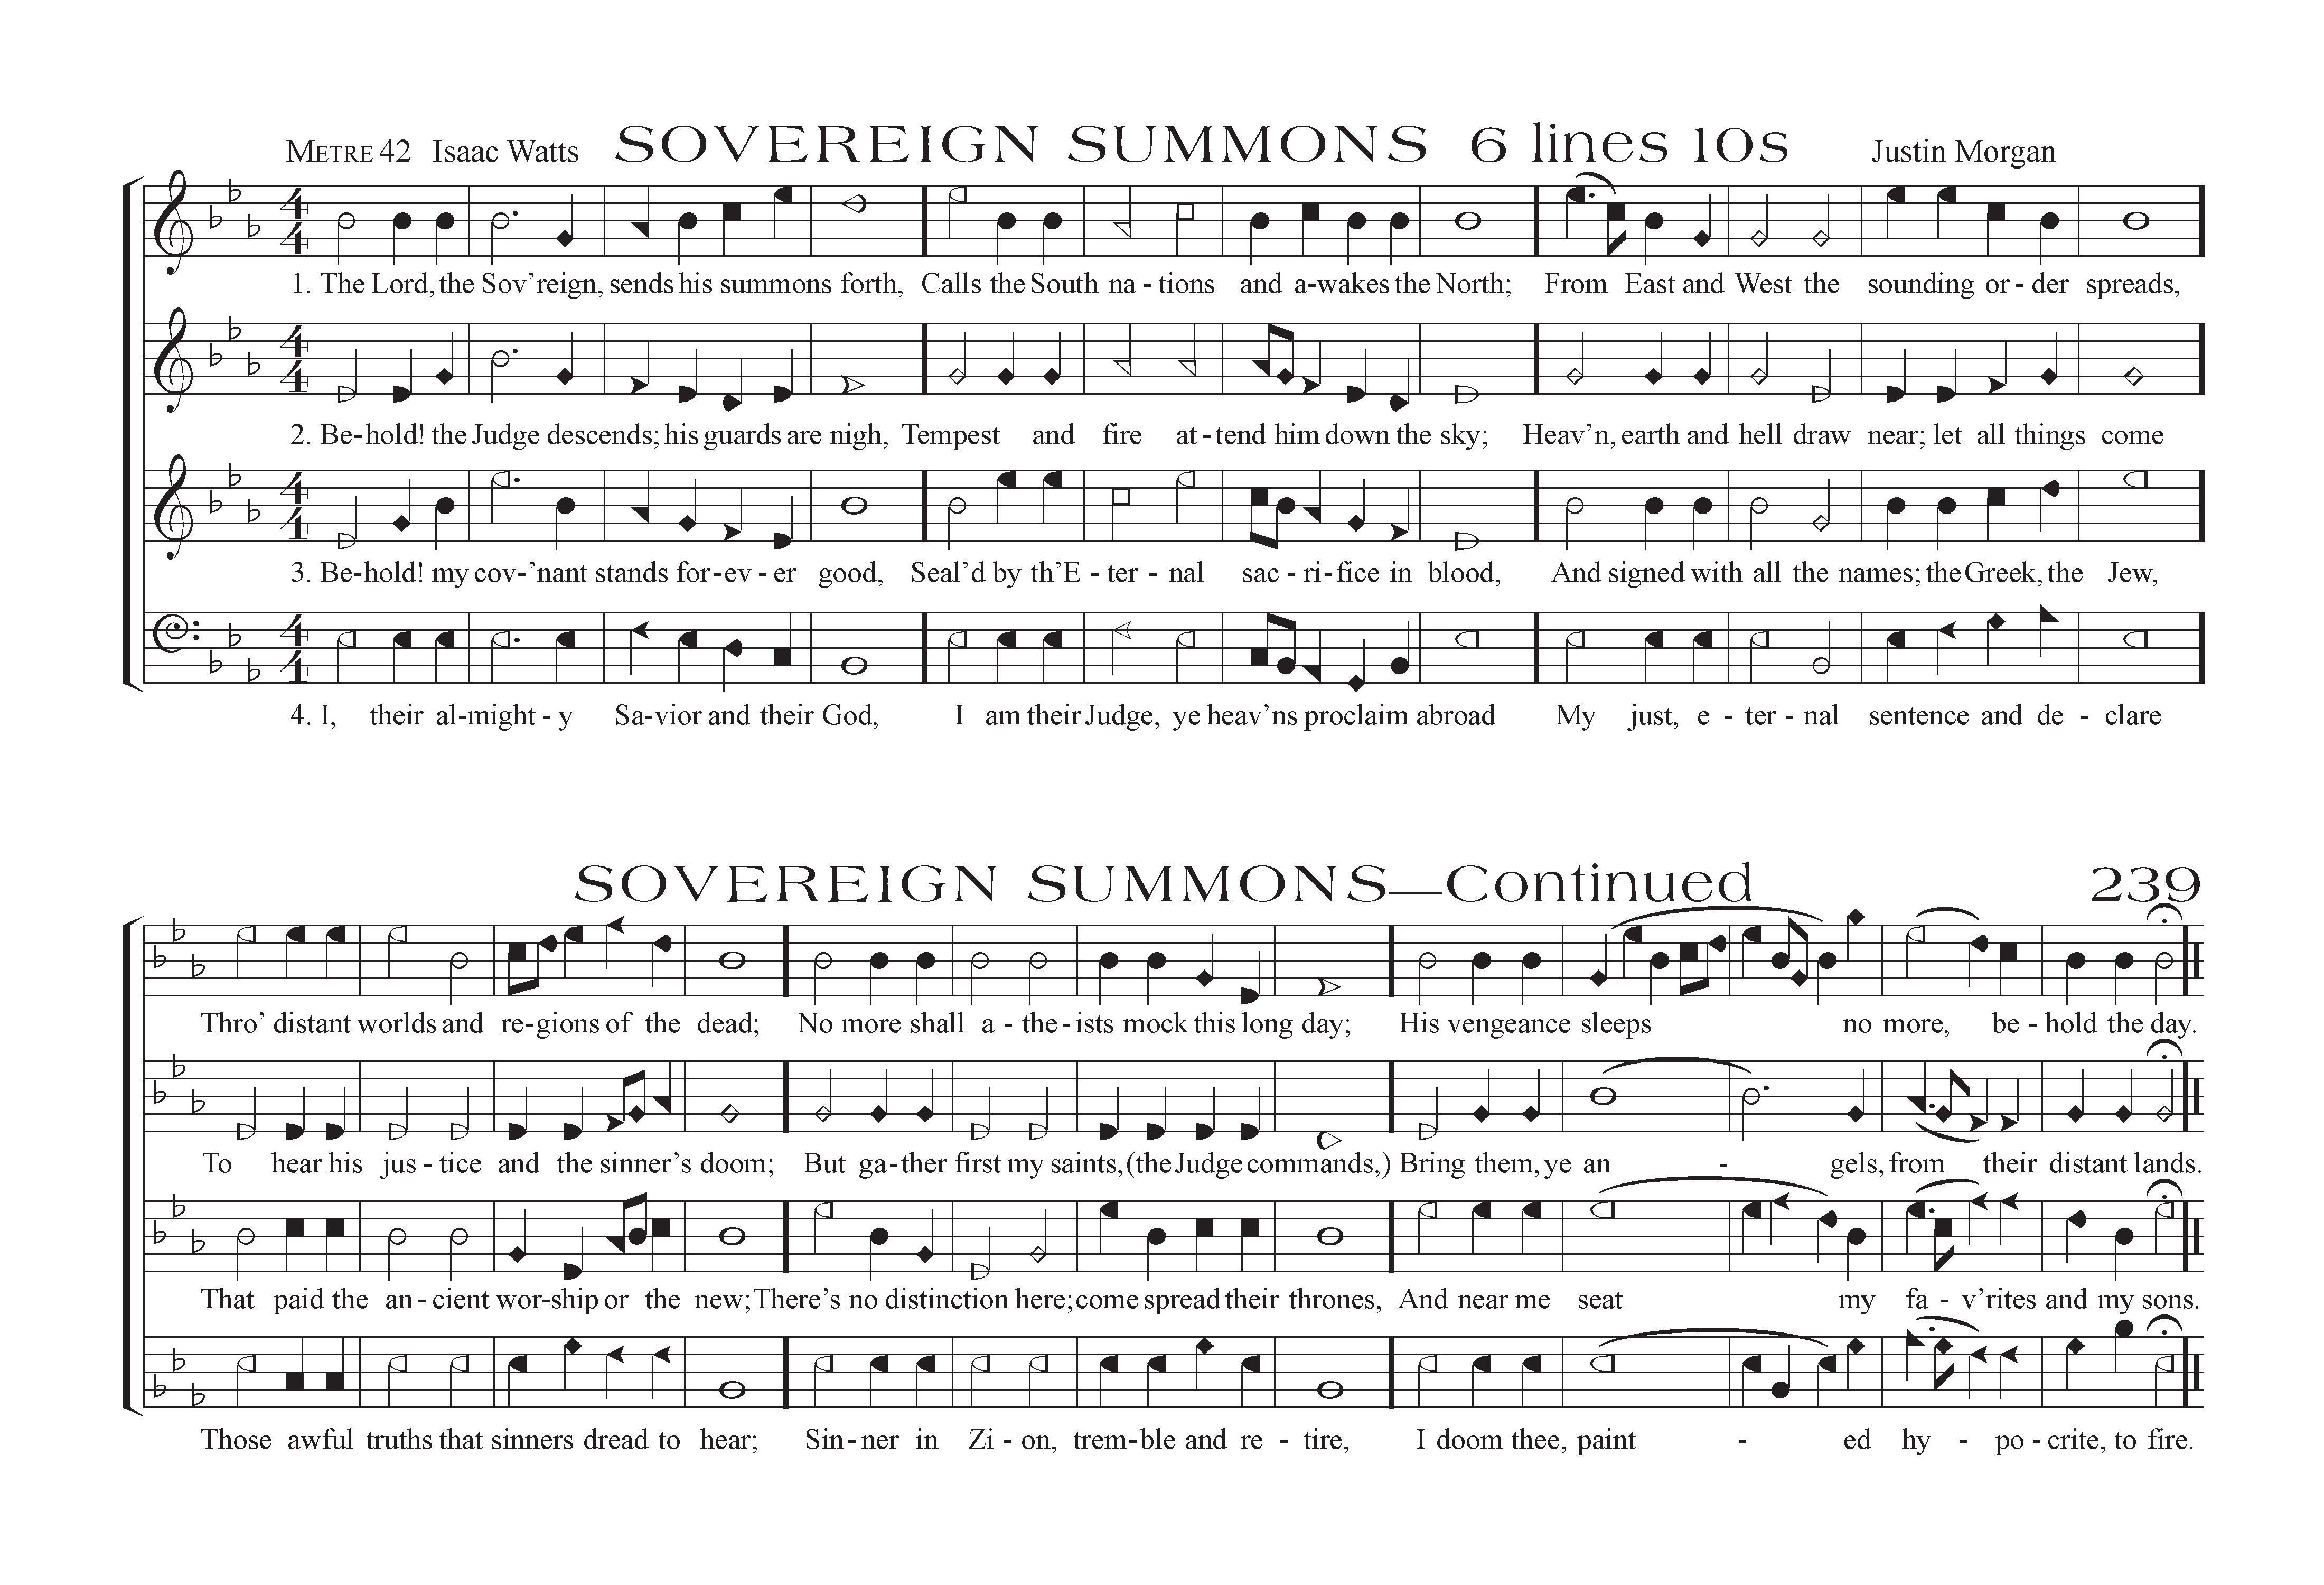 METRE 42 Isaac Watts SOVEREIGN SUMMONS 6 lines 10s Justin Morgan
1. The Lord, the Sov’reign, sends his summons forth, Calls the South na - tions and a-wakes the North; From East and West the sounding or - der spreads,
2. Be-hold! the Judge descends; his guards are nigh, Tempest and fire at - tend him down the sky; Heav’n, earth and hell draw near; let all things come
3. Be-hold! my cov-’nant stands for-ev - er good, Seal’d by th’E - ter - nal sac - ri-fice in blood, And signed with all the names; the Greek, the Jew,
4. I, their al-might - y Sa-vior and their God, I am their Judge, ye heav’ns proclaim abroad My just, e - ter - nal sentence and de - clare
SOVEREIGN SUMMONS—Continued 239
Thro’ distant worlds and re-gions of the dead; No more shall a - the-ists mock this long day; His vengeance sleeps no more, be - hold the day.
To hear his jus - tice and the sinner’s doom; But ga-ther first my saints, (the Judge commands,) Bring them, ye an - gels, from their distant lands.
That paid the an - cient wor-ship or the new; There’s no distinction here; come spread their thrones, And near me seat my fa - v’rites and my sons.
Those awful truths that sinners dread to hear; Sin - ner in Zi - on, trem-ble and re - tire, I doom thee, paint - ed hy - po - crite, to fire.